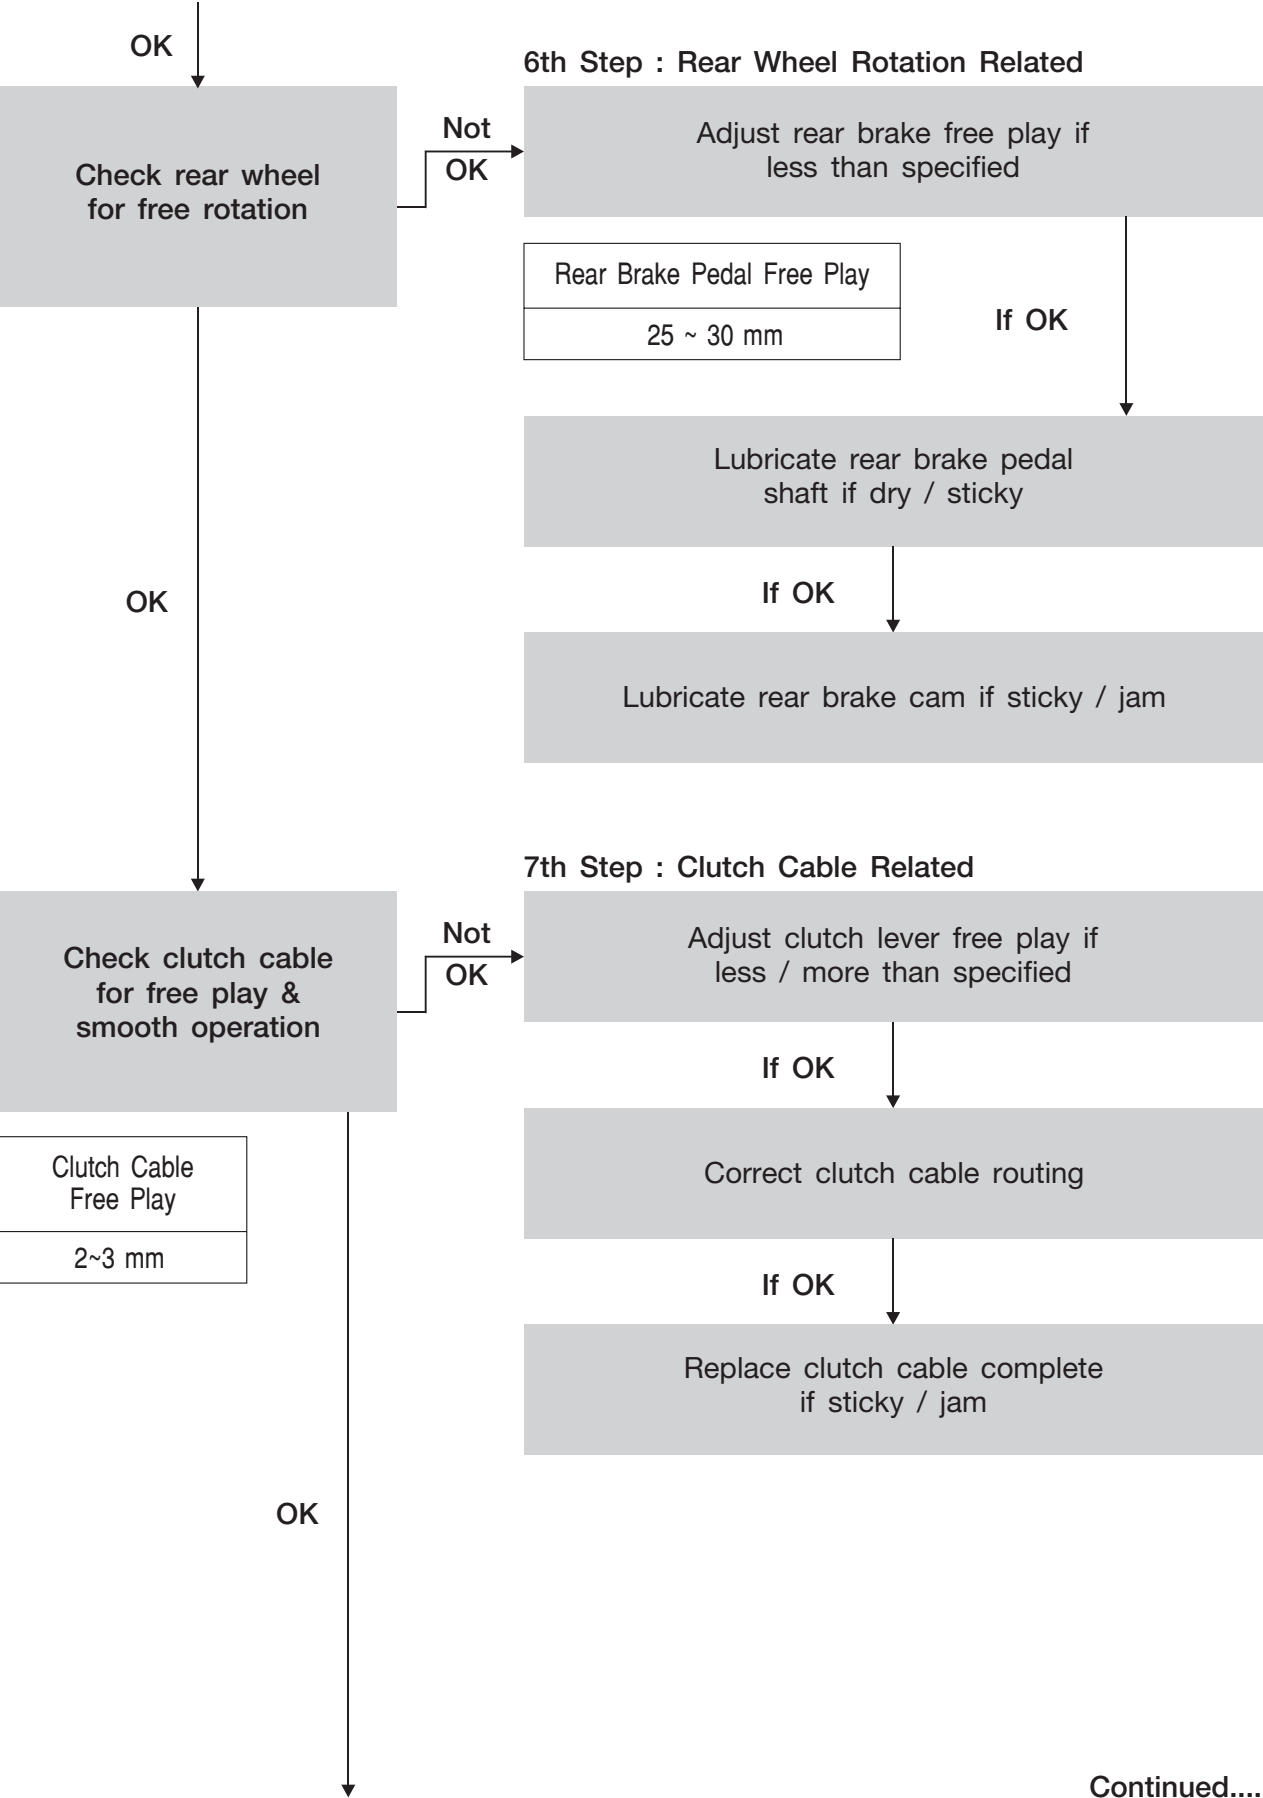 OK
6th Step : Rear Wheel Rotation Related
Check rear wheel
for free rotation
Not
OK
Adjust rear brake free play if
less than specified
Rear Brake Pedal Free Play
25 ~ 30 mm
If OK
Lubricate rear brake pedal
shaft if dry / sticky
If OK
Lubricate rear brake cam if sticky / jam
OK
7th Step : Clutch Cable Related
Check clutch cable
for free play &
smooth operation
Not
OK
Adjust clutch lever free play if
less / more than specified
If OK
Clutch Cable
Free Play
2~3 mm
Correct clutch cable routing
If OK
Replace clutch cable complete
if sticky / jam
OK
Continued....